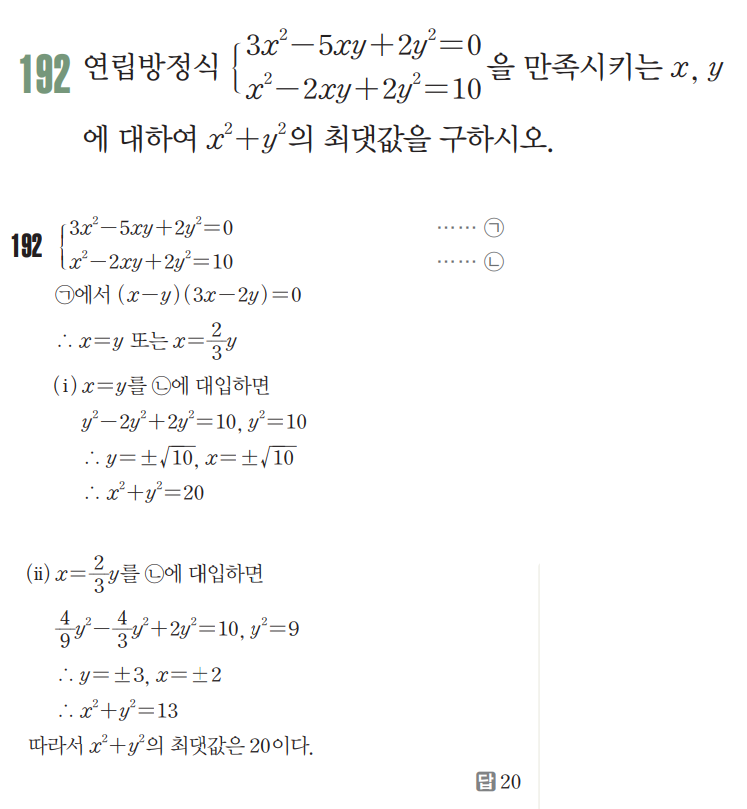 192 연립방정식 { 3x²−5xy+2y²=0
x²−2xy+2y²=10 을 만족시키는 x, y
에 대하여 x²+y²의 최댓값을 구하시오.
192 { 3x²−5xy+2y²=0 …… ㉠
x²−2xy+2y²=10 …… ㉡
㉠에서 (x−y)(3x−2y)=0
∴ x=y 또는 x=2/3y
(ⅰ) x=y를 ㉡에 대입하면
y²−2y²+2y²=10, y²=10
∴ y=±√10, x=±√10
∴ x²+y²=20
(ⅱ) x=2/3y를 ㉡에 대입하면
4/9y²−4/3y²+2y²=10, y²=9
∴ y=±3, x=±2
∴ x²+y²=13
따라서 x²+y²의 최댓값은 20이다.
답 20